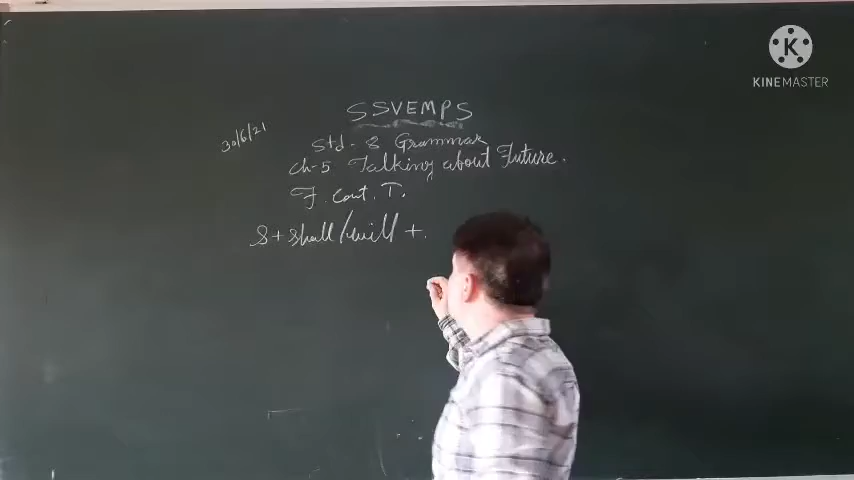 K
KINEMASTER
SSVEMPS
30/6/21
Std - 8 Grammar
Ch-5 Talking about Future.
F. Cont. T.
S + Shall/will +